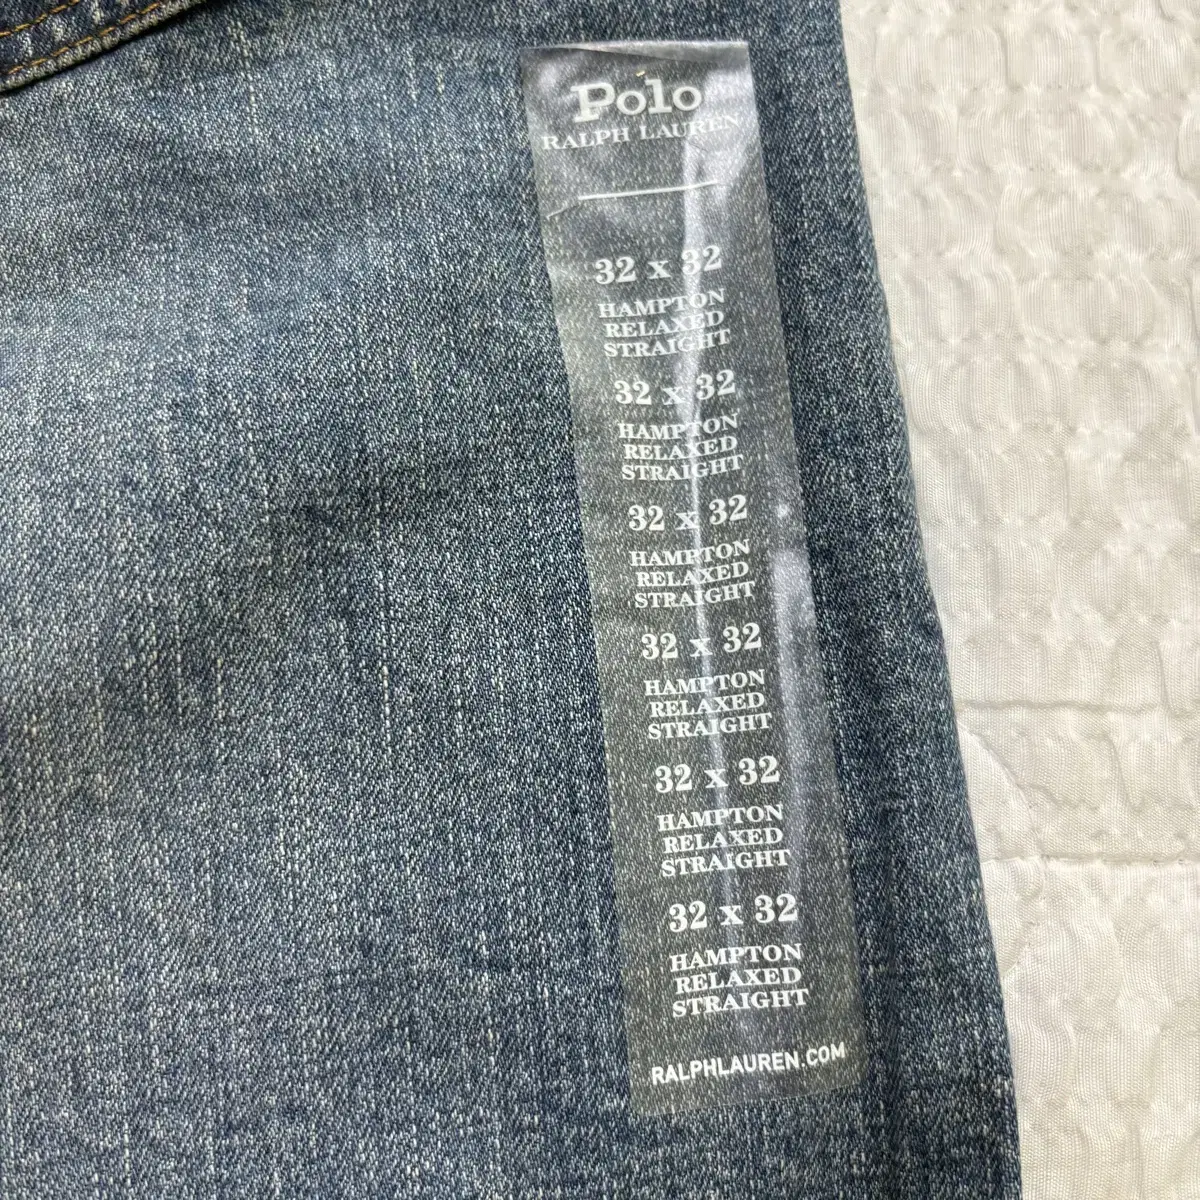 Polo
RALPH LAUREN
32 x 32
HAMPTON
RELAXED
STRAIGHT
32 x 32
HAMPTON
RELAXED
STRAIGHT
32 x 32
HAMPTON
RELAXED
STRAIGHT
32 x 32
HAMPTON
RELAXED
STRAIGHT
32 x 32
HAMPTON
RELAXED
STRAIGHT
32 x 32
HAMPTON
RELAXED
STRAIGHT
RALPHLAUREN.COM